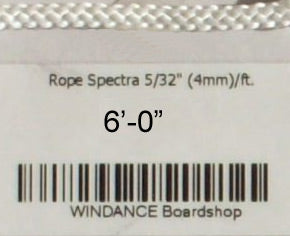 Rope Spectra 5/32" (4mm)/ft.
6’-0”
WINDANCE Boardshop